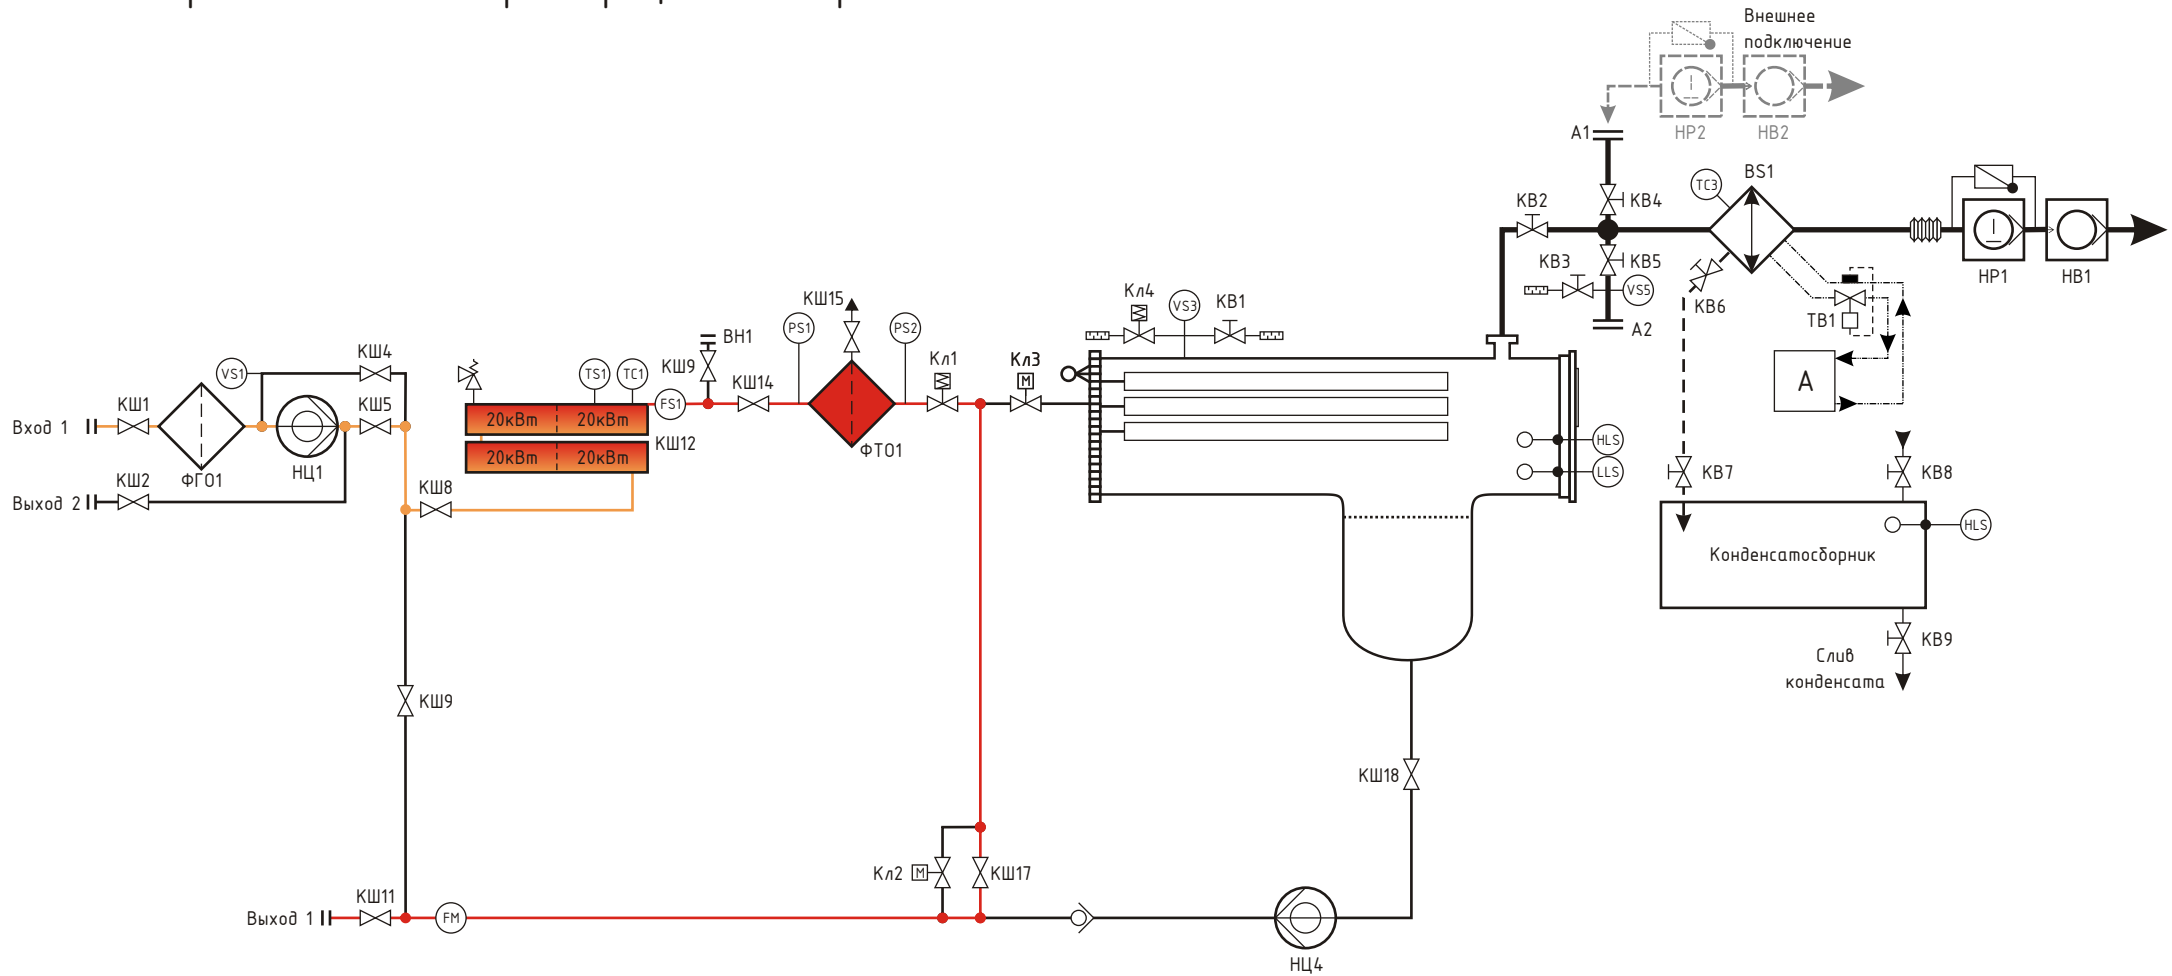 Внешнее
подключение
НР2
НВ2
А1
КВ4
КВ2
BS1
ТС3
НР1
НВ1
КВ3
КВ5
VS5
А2
КВ6
ТВ1
А
КШ15
Кл4
VS3
КВ1
PS1
PS2
ВН1
Кл1
Кл3
М
КШ4
VS1
КШ9
КШ14
TS1
TC1
FS1
КШ1
КШ5
Вход 1
20кВт
20кВт
КШ12
20кВт
20кВт
ФТО1
HLS
LLS
ФГО1
НЦ1
КШ2
Выход 2
КШ8
КВ7
КВ8
HLS
Конденсатосборник
КВ9
Слив
конденсата
КШ9
КШ18
Кл2
М
КШ17
КШ11
Выход 1
FM
НЦ4